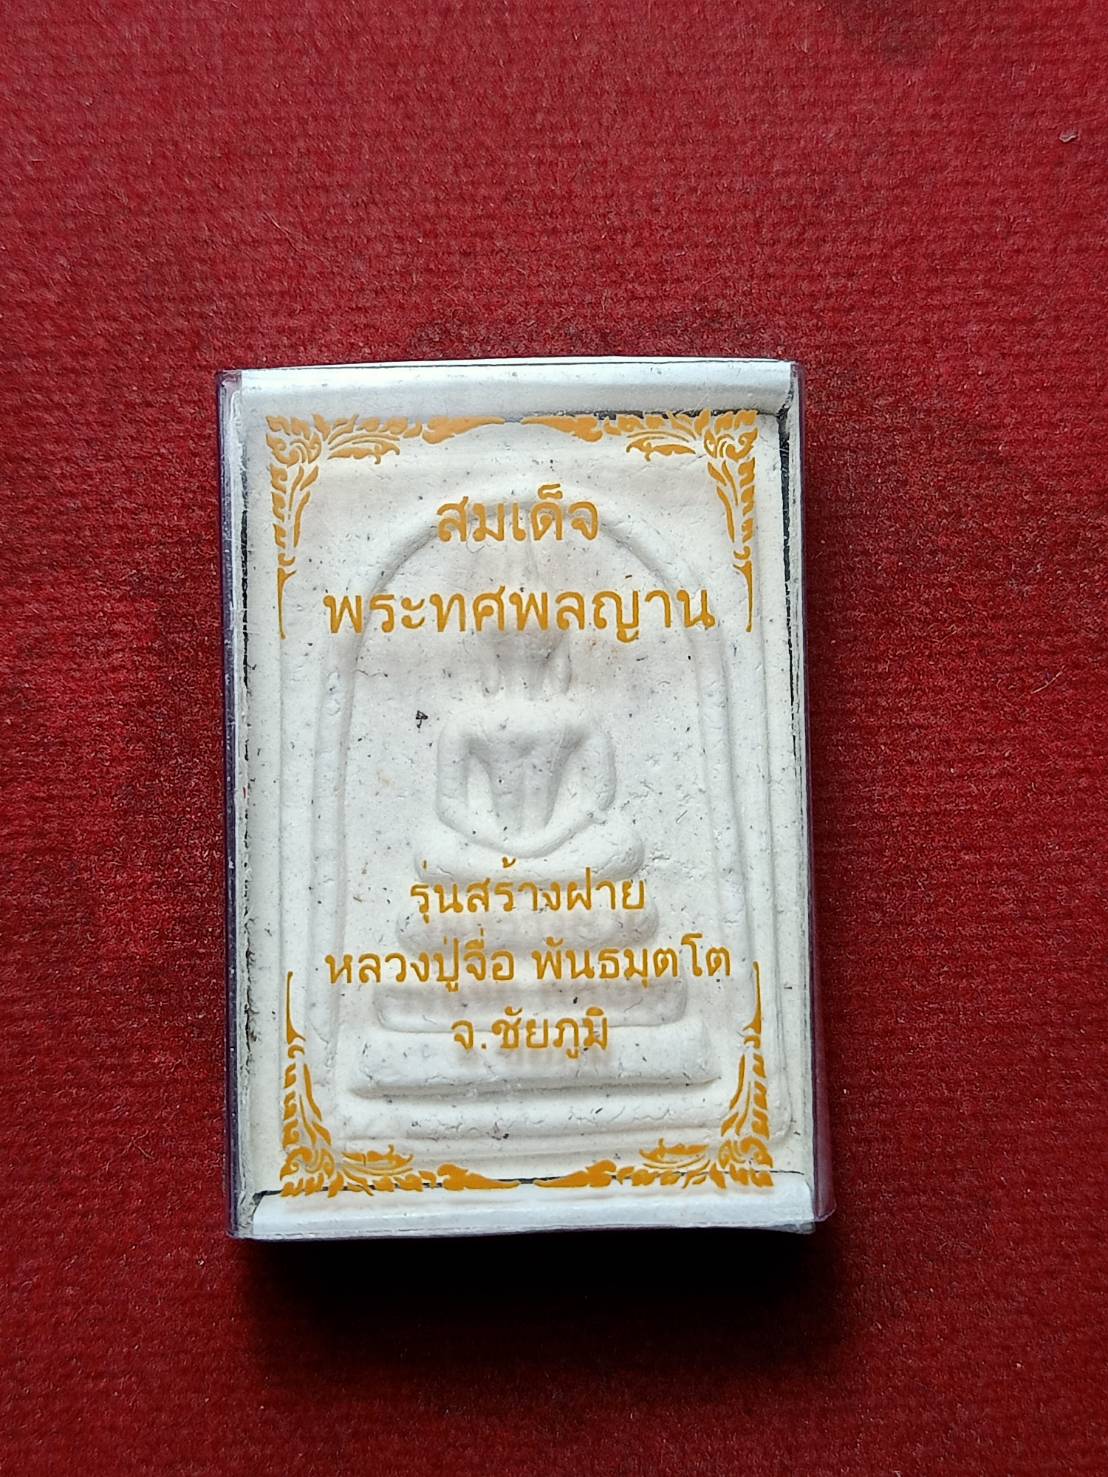 สมเด็จ
พระทศพลญาน
รุ่นสร้างฝาย
หลวงปู่จื่อ พันธมุตโต
จ.ชัยภูมิ